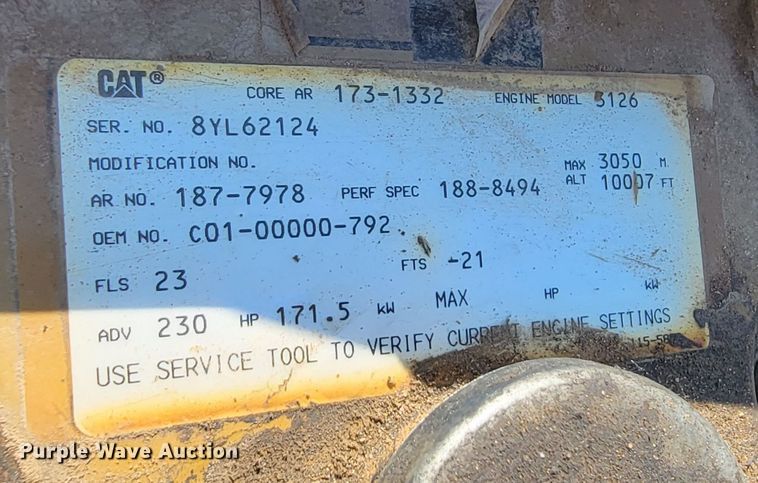 CAT® CORE AR 173-1332 ENGINE MODEL 3126
SER. NO. 8YL62124
MODIFICATION NO. MAX 3050 M.
AR NO. 187-7978 PERF SPEC 188-8494 ALT 10007 FT
OEM NO. C01-00000-792
FLS 23 FTS -21
ADV 230 HP 171.5 kW MAX HP kW
USE SERVICE TOOL TO VERIFY CURRENT ENGINE SETTINGS
Purple Wave Auction